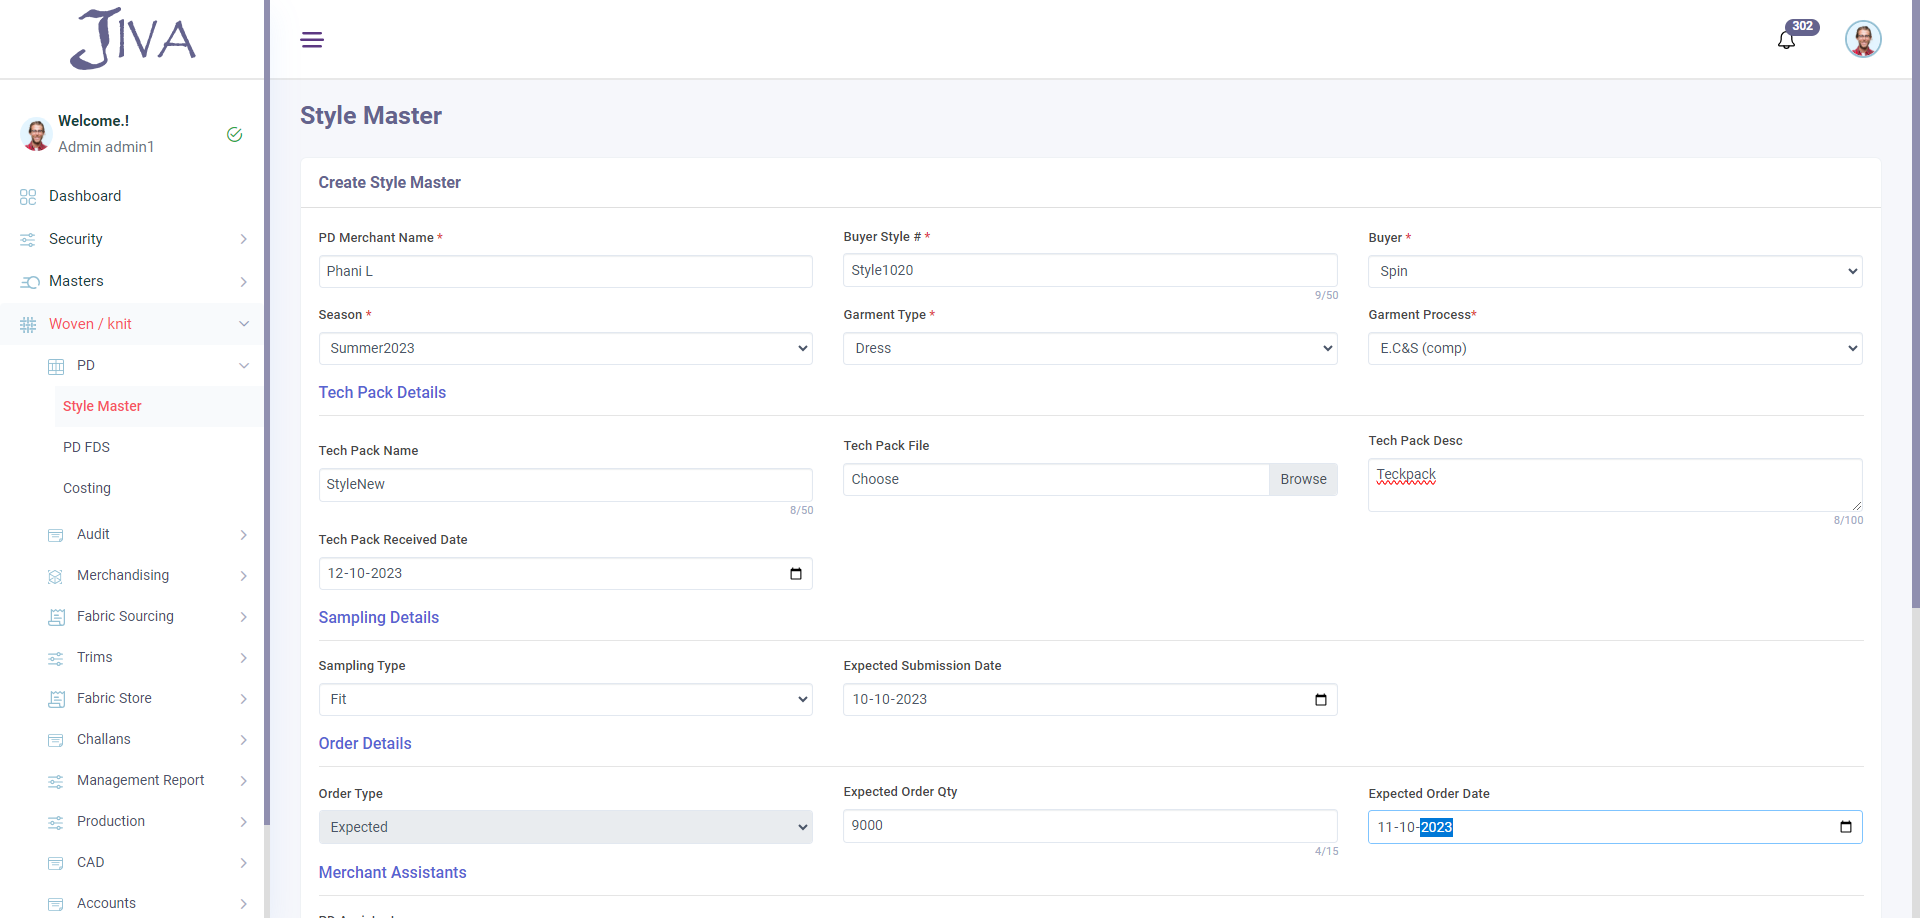 JIVA
302
Welcome.!
Admin admin1
Dashboard
Security
Masters
Woven / knit
PD
Style Master
PD FDS
Costing
Audit
Merchandising
Fabric Sourcing
Trims
Fabric Store
Challans
Management Report
Production
CAD
Accounts
Style Master
Create Style Master
PD Merchant Name *
Buyer Style # *
Buyer *
Phani L
Style1020
Spin
9/50
Season *
Garment Type *
Garment Process*
Summer2023
Dress
E.C&S (comp)
Tech Pack Details
Tech Pack Name
Tech Pack File
Tech Pack Desc
StyleNew
Choose
Browse
Teckpack
8/50
8/100
Tech Pack Received Date
12-10-2023
Sampling Details
Sampling Type
Expected Submission Date
Fit
10-10-2023
Order Details
Order Type
Expected Order Qty
Expected Order Date
Expected
9000
11-10-2023
4/15
Merchant Assistants